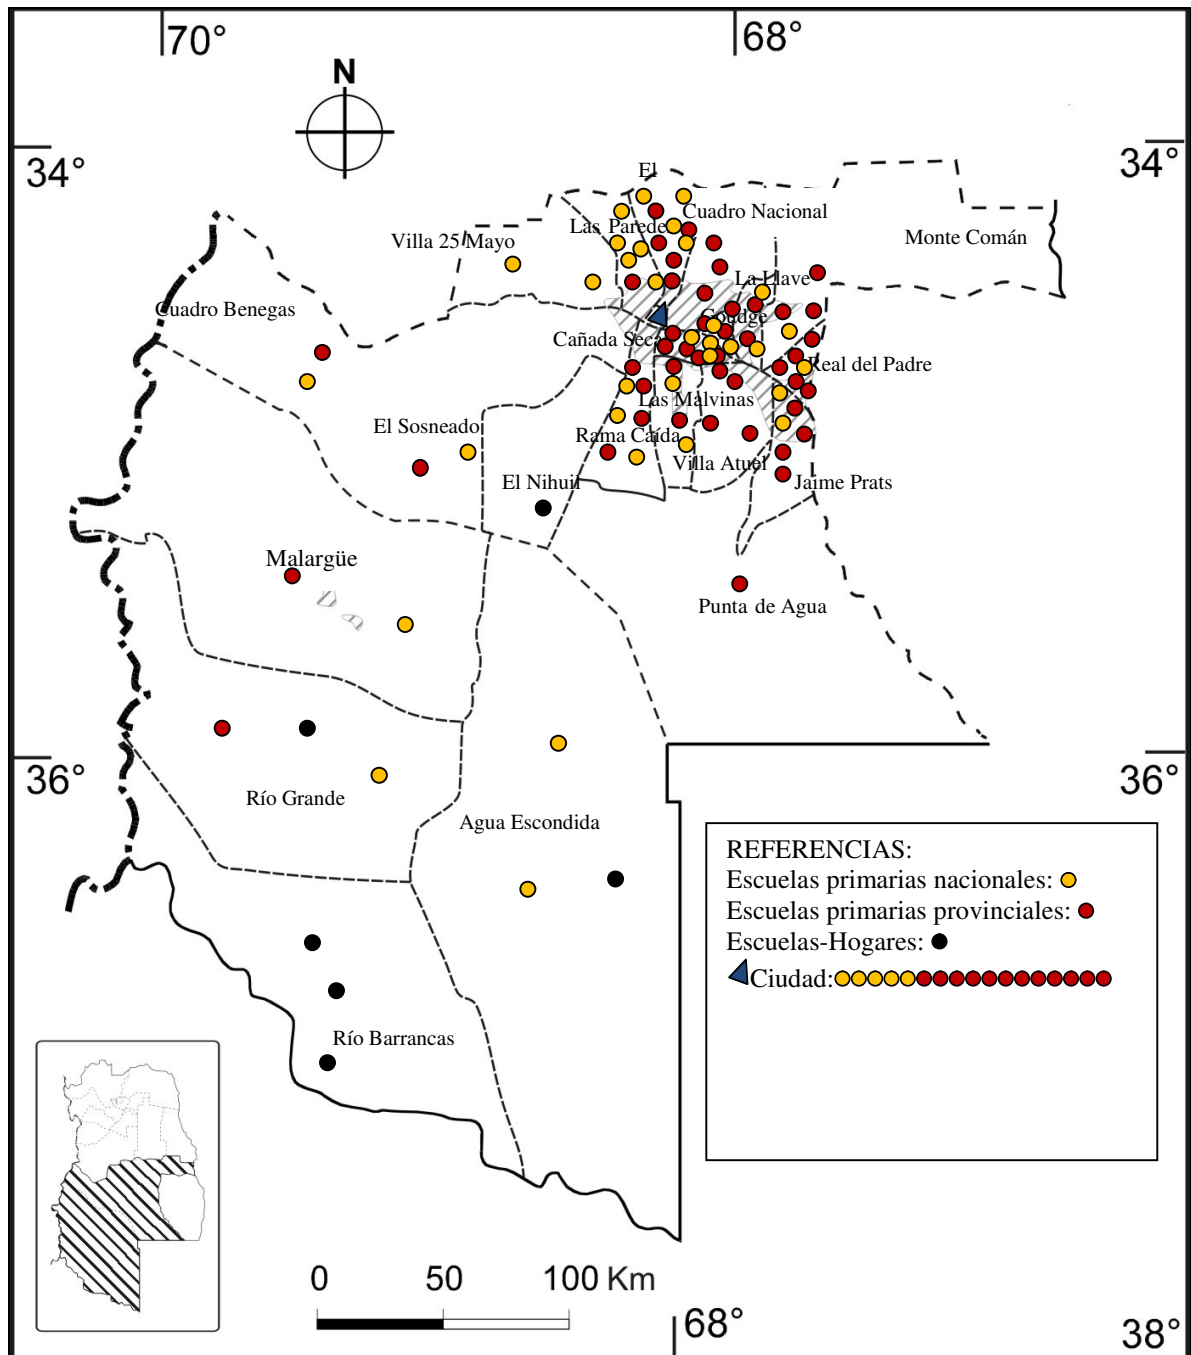 70°
68°
N
34°
34°
El
Las Parede
Cuadro Nacional
Villa 25 Mayo
Monte Comán
La Llave
Cuadro Benegas
Goudge
Cañada Sec
Real del Padre
Las Malvinas
El Sosneado
Rama Caída
Villa Atuel
El Nihuil
Jaime Prats
Malargüe
Punta de Agua
36°
36°
Río Grande
Agua Escondida
REFERENCIAS:
Escuelas primarias nacionales:
Escuelas primarias provinciales:
Escuelas-Hogares:
Ciudad:
Río Barrancas
0 50 100 Km
68°
38°